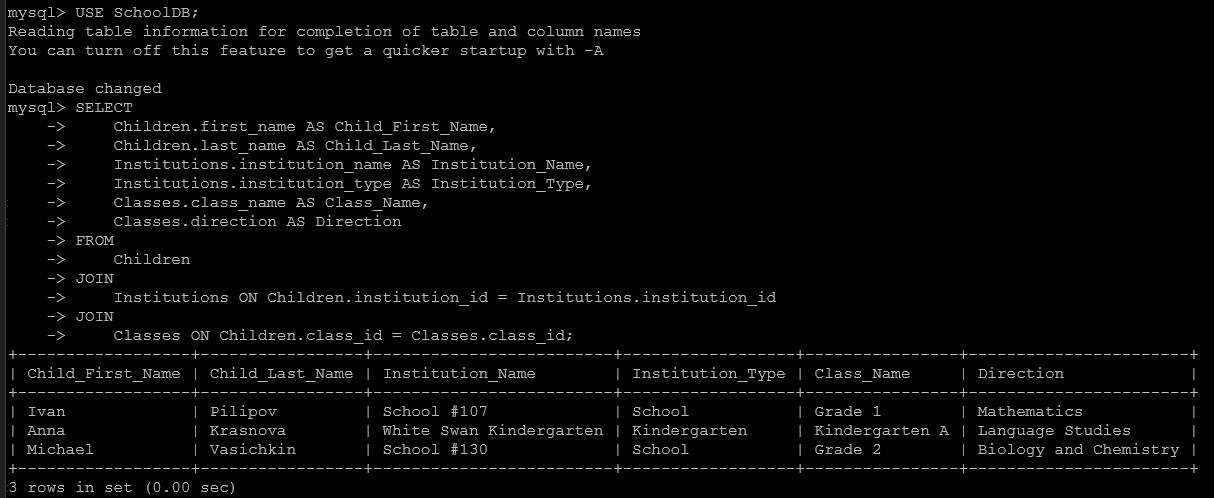 mysql> USE SchoolDB;
Reading table information for completion of table and column names
You can turn off this feature to get a quicker startup with -A

Database changed
mysql> SELECT
    ->     Children.first_name AS Child_First_Name,
    ->     Children.last_name AS Child_Last_Name,
    ->     Institutions.institution_name AS Institution_Name,
    ->     Institutions.institution_type AS Institution_Type,
    ->     Classes.class_name AS Class_Name,
    ->     Classes.direction AS Direction
    -> FROM
    ->     Children
    -> JOIN
    ->     Institutions ON Children.institution_id = Institutions.institution_id
    -> JOIN
    ->     Classes ON Children.class_id = Classes.class_id;
+------------------+-----------------+-------------------------+------------------+----------------+-----------------------+
| Child_First_Name | Child_Last_Name | Institution_Name        | Institution_Type | Class_Name     | Direction             |
+------------------+-----------------+-------------------------+------------------+----------------+-----------------------+
| Ivan             | Pilipov         | School #107             | School           | Grade 1        | Mathematics           |
| Anna             | Krasnova        | White Swan Kindergarten | Kindergarten     | Kindergarten A | Language Studies      |
| Michael          | Vasichkin       | School #130             | School           | Grade 2        | Biology and Chemistry |
+------------------+-----------------+-------------------------+------------------+----------------+-----------------------+
3 rows in set (0.00 sec)